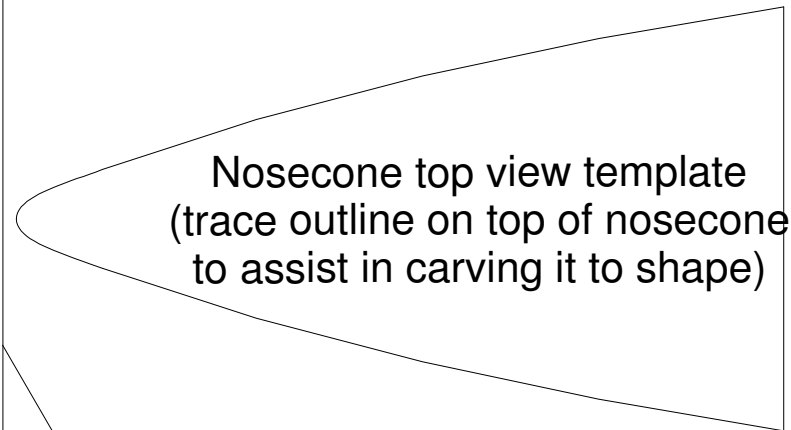 Nosecone top view template
(trace outline on top of nosecone
to assist in carving it to shape)